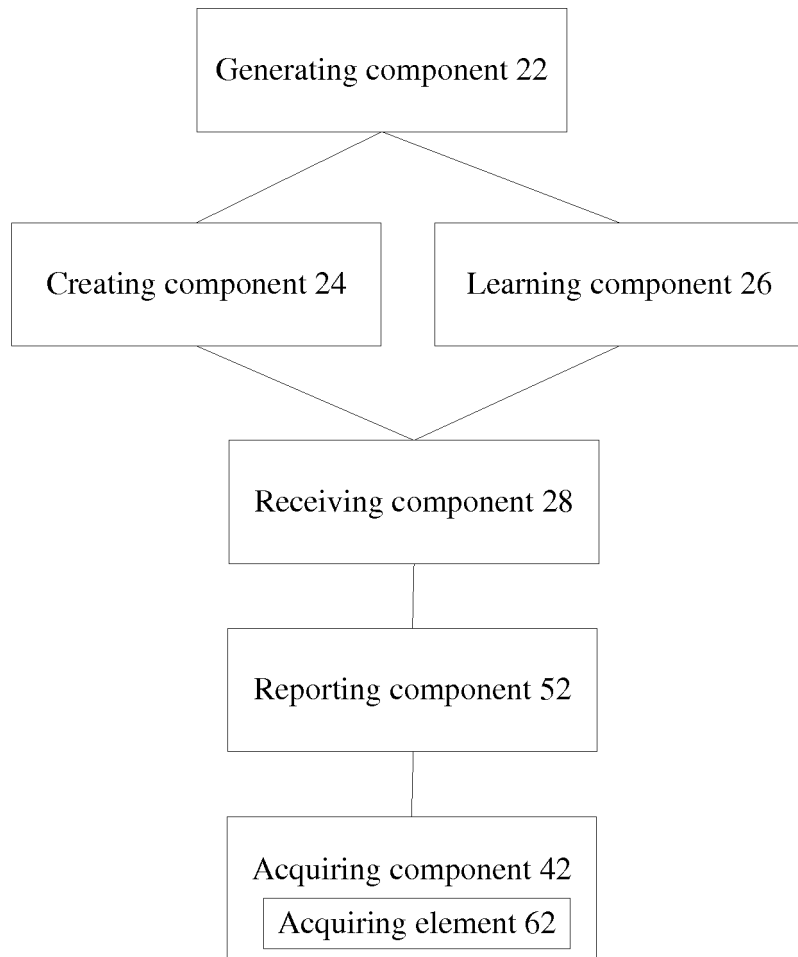 Generating component 22
Creating component 24
Learning component 26
Receiving component 28
Reporting component 52
Acquiring component 42
Acquiring element 62